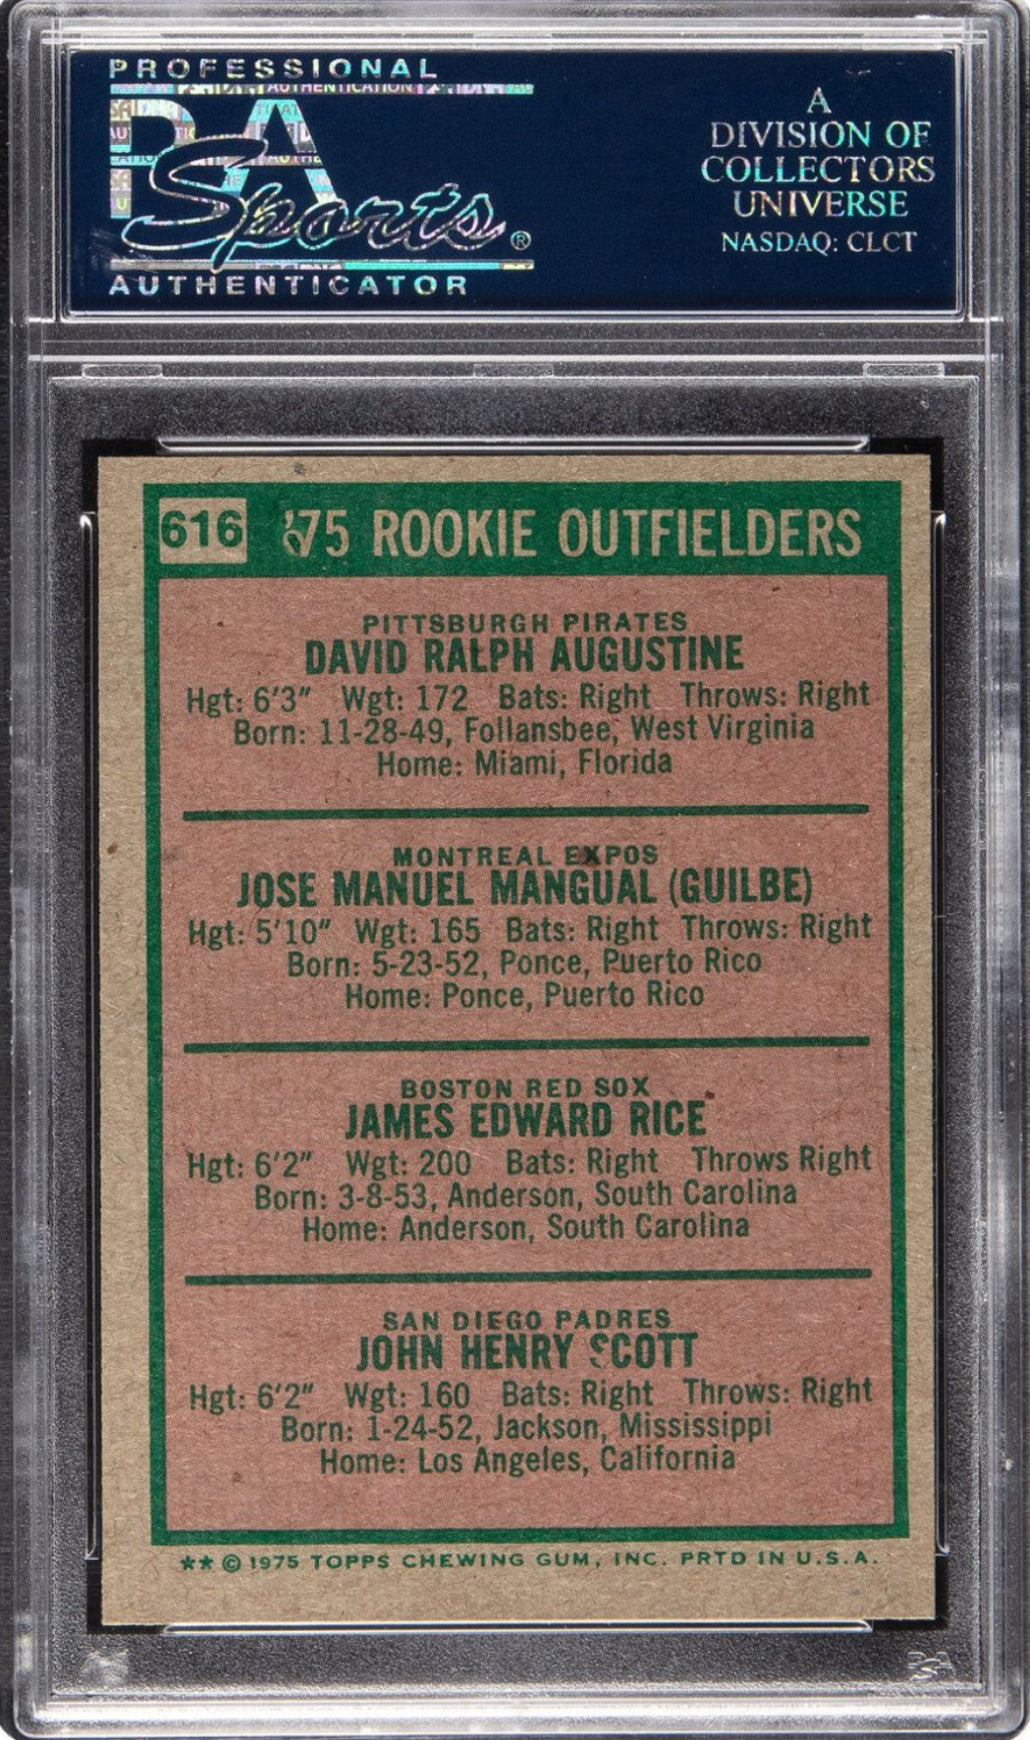 PROFESSIONAL
PSA
Sports®
AUTHENTICATOR
A
DIVISION OF
COLLECTORS
UNIVERSE
NASDAQ: CLCT
616 '75 ROOKIE OUTFIELDERS
PITTSBURGH PIRATES
DAVID RALPH AUGUSTINE
Hgt: 6'3" Wgt: 172 Bats: Right Throws: Right
Born: 11-28-49, Follansbee, West Virginia
Home: Miami, Florida
MONTREAL EXPOS
JOSE MANUEL MANGUAL (GUILBE)
Hgt: 5'10" Wgt: 165 Bats: Right Throws: Right
Born: 5-23-52, Ponce, Puerto Rico
Home: Ponce, Puerto Rico
BOSTON RED SOX
JAMES EDWARD RICE
Hgt: 6'2" Wgt: 200 Bats: Right Throws Right
Born: 3-8-53, Anderson, South Carolina
Home: Anderson, South Carolina
SAN DIEGO PADRES
JOHN HENRY SCOTT
Hgt: 6'2" Wgt: 160 Bats: Right Throws: Right
Born: 1-24-52, Jackson, Mississippi
Home: Los Angeles, California
** © 1975 TOPPS CHEWING GUM, INC. PRTD IN U.S.A.
PSA